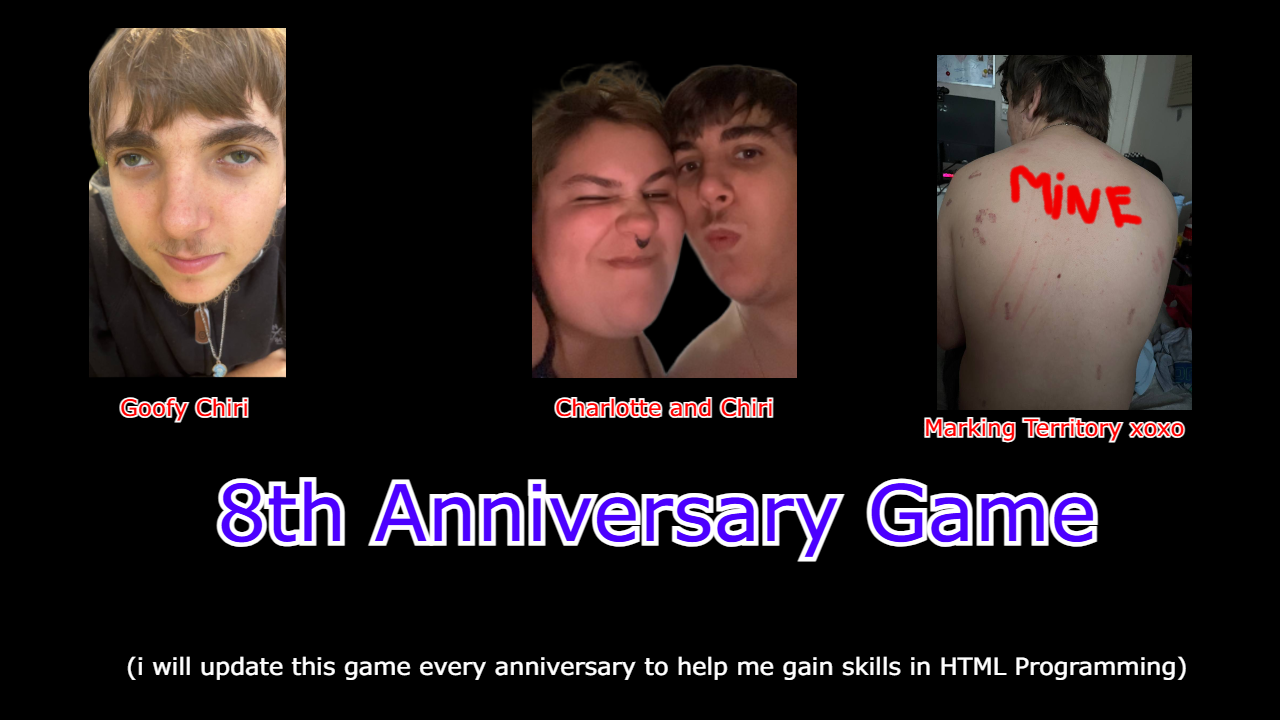 MiNE
Goofy Chiri
Charlotte and Chiri
Marking Territory xoxo
8th Anniversary Game
(i will update this game every anniversary to help me gain skills in HTML Programming)